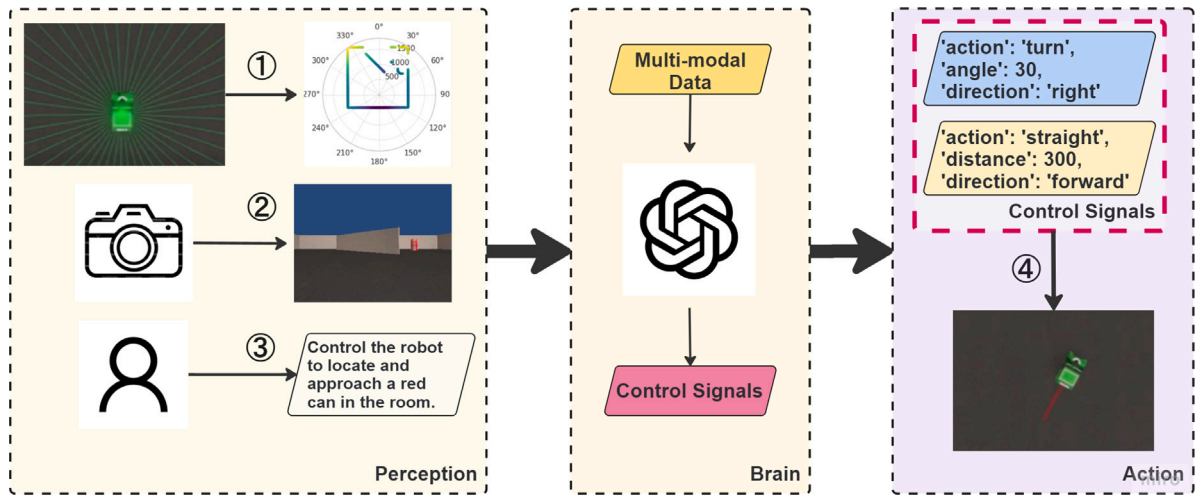 ①
0°
330°
30°
1500
300°
1000
60°
500
270°
90
240°
120°
210°
150°
180°
②
③
Control the robot
to locate and
approach a red
can in the room.
Perception
Multi-modal
Data
Control Signals
Brain
'action': 'turn',
'angle': 30,
'direction': 'right'
'action': 'straight',
'distance': 300,
'direction': 'forward'
Control Signals
④
Action
miro